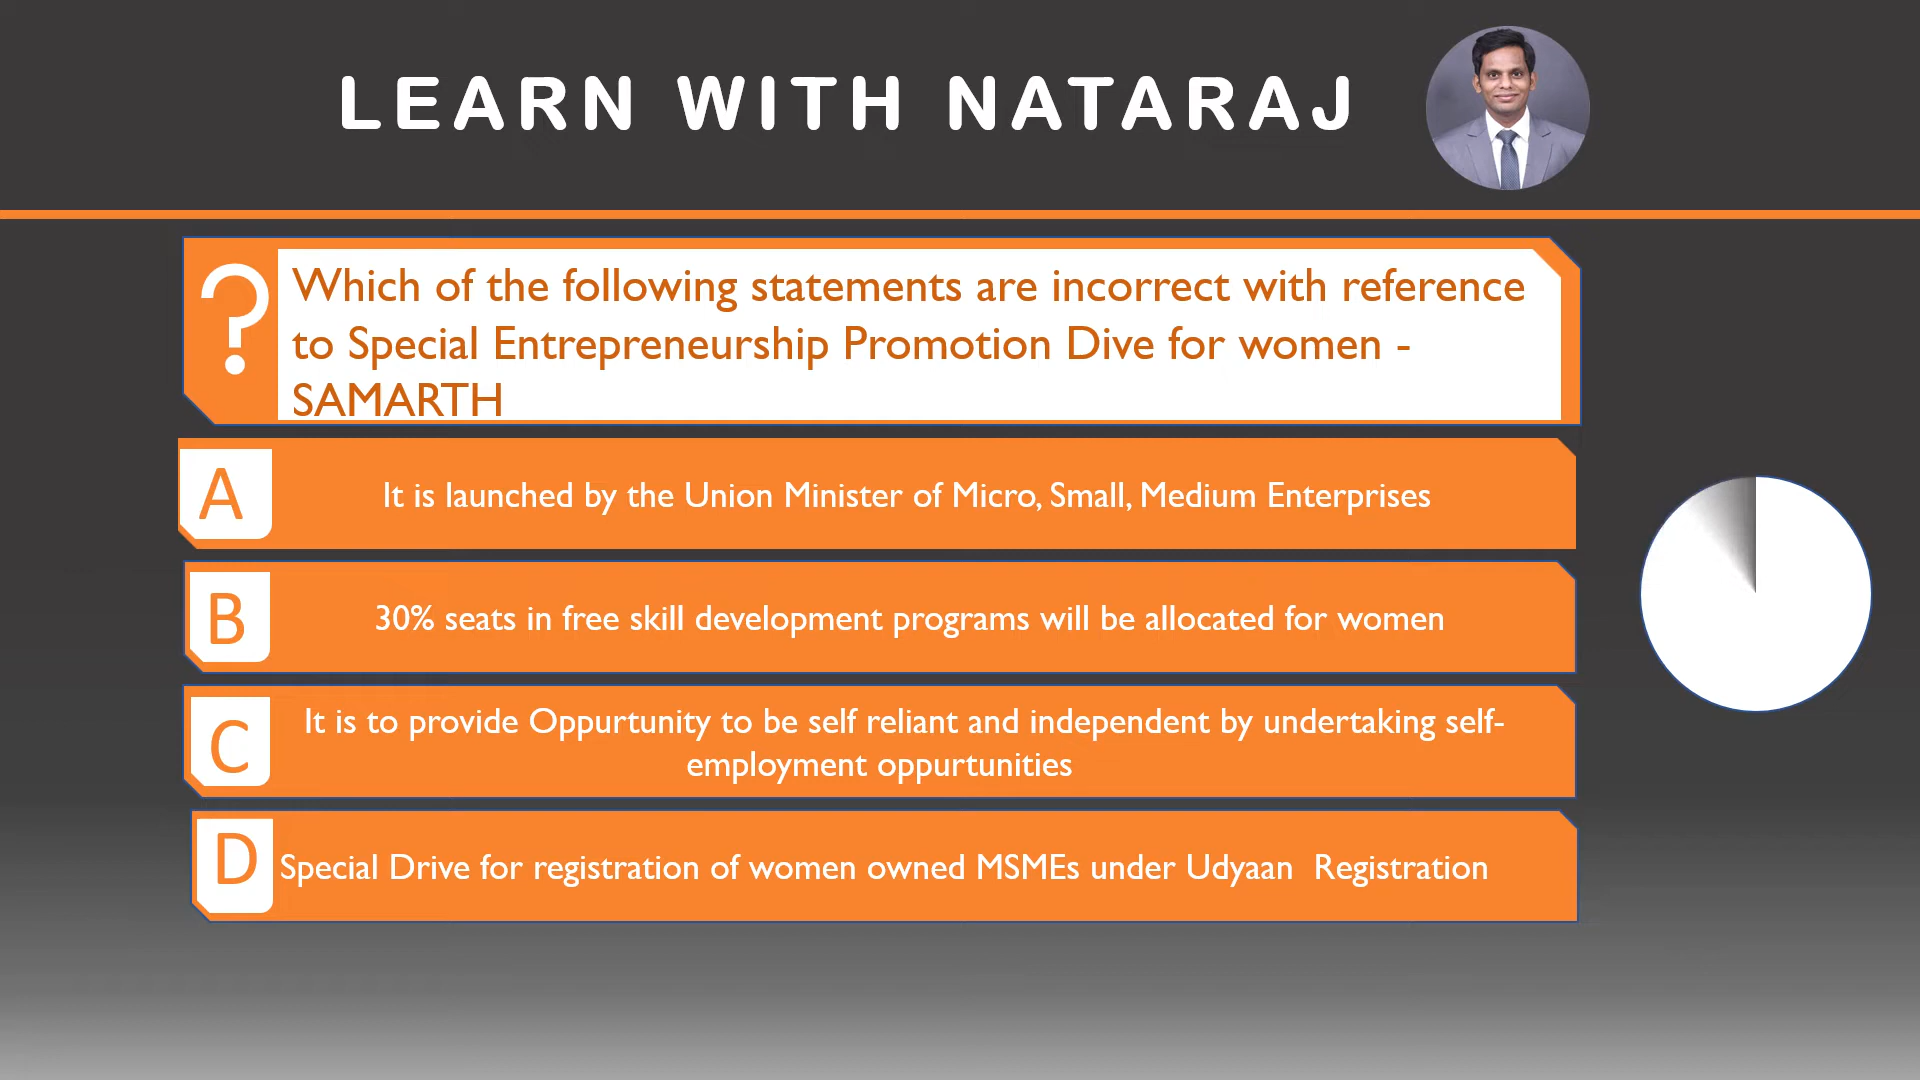 LEARN WITH NATARAJ
?
Which of the following statements are incorrect with reference
to Special Entrepreneurship Promotion Dive for women -
SAMARTH
A
It is launched by the Union Minister of Micro, Small, Medium Enterprises
B
30% seats in free skill development programs will be allocated for women
C
It is to provide Oppurtunity to be self reliant and independent by undertaking self-
employment oppurtunities
D
Special Drive for registration of women owned MSMEs under Udyaan  Registration